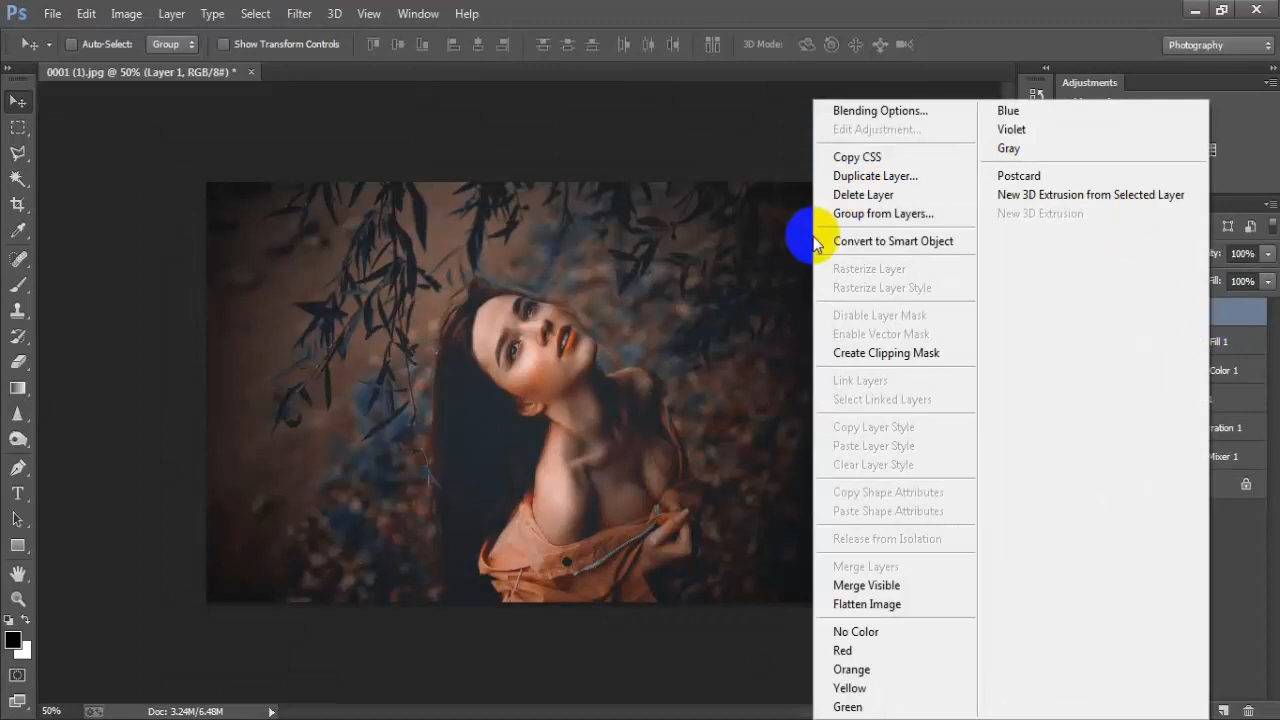 Ps File Edit Image Layer Type Select Filter 3D View Window Help
Auto-Select: Group Show Transform Controls 3D Mode: Photography
0001 (1).jpg @ 50% (Layer 1, RGB/8#) * ×
Adjustments
Blending Options...
Edit Adjustment...
Copy CSS
Duplicate Layer...
Delete Layer
Group from Layers...
Convert to Smart Object
Rasterize Layer
Rasterize Layer Style
Disable Layer Mask
Enable Vector Mask
Create Clipping Mask
Link Layers
Select Linked Layers
Copy Layer Style
Paste Layer Style
Clear Layer Style
Copy Shape Attributes
Paste Shape Attributes
Release from Isolation
Merge Layers
Merge Visible
Flatten Image
No Color
Red
Orange
Yellow
Green
Blue
Violet
Gray
Postcard
New 3D Extrusion from Selected Layer
New 3D Extrusion
100%
Fill: 100%
Fill 1
Color 1
Mixer 1
50% Doc: 3.24M/6.48M